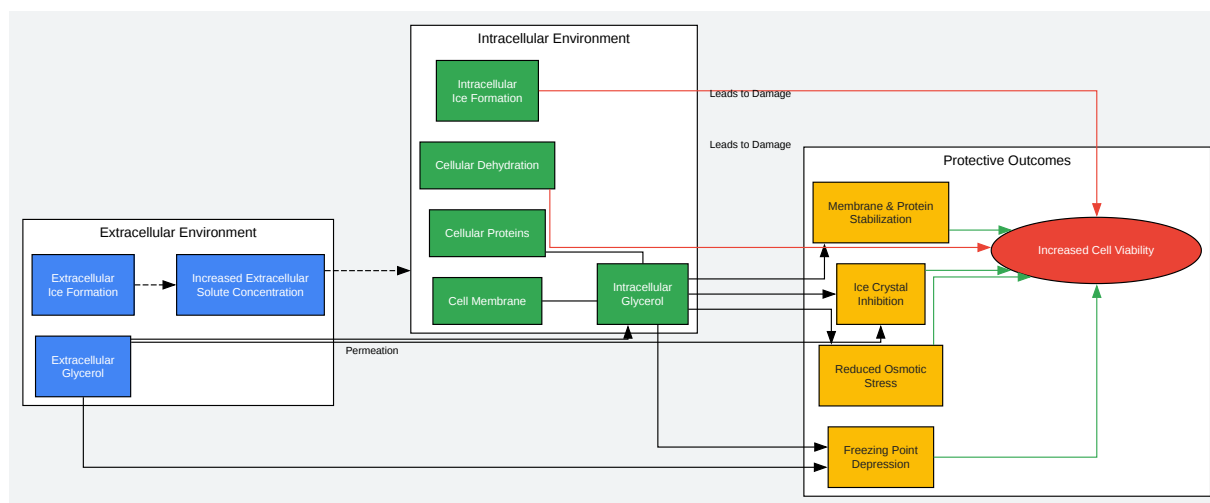 Intracellular Environment
Intracellular
Ice Formation
Leads to Damage
Cellular Dehydration
Leads to Damage
Cellular Proteins
Cell Membrane
Intracellular
Glycerol
Extracellular Environment
Extracellular
Ice Formation
Increased Extracellular
Solute Concentration
Extracellular
Glycerol
Permeation
Protective Outcomes
Membrane & Protein
Stabilization
Increased Cell Viability
Ice Crystal
Inhibition
Reduced Osmotic
Stress
Freezing Point
Depression